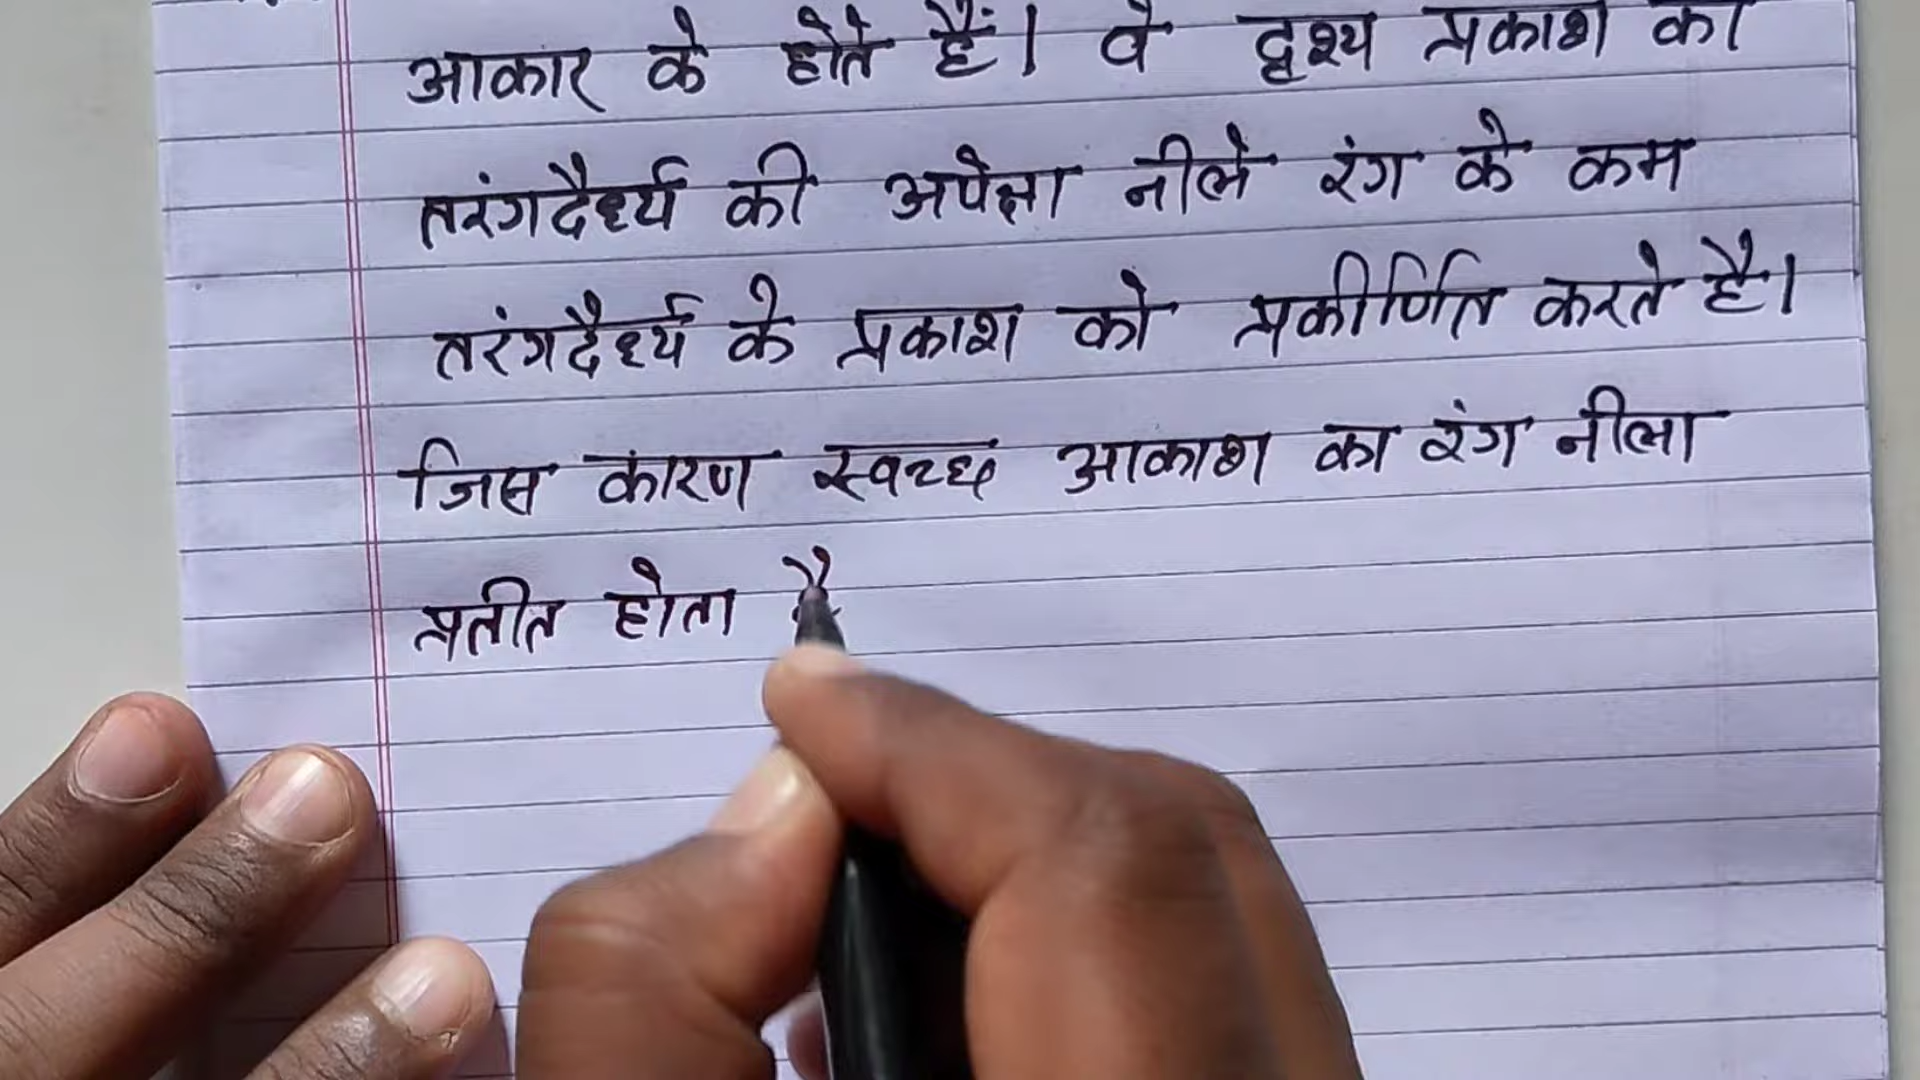 आकार के होते हैं। वे दृश्य प्रकाश की
तरंगदैर्ध्य की अपेक्षा नीले रंग के कम
तरंगदैर्ध्य के प्रकाश को प्रकीर्णित करते है।
जिस कारण स्वच्छ आकाश का रंग नीला
प्रतीत होता है